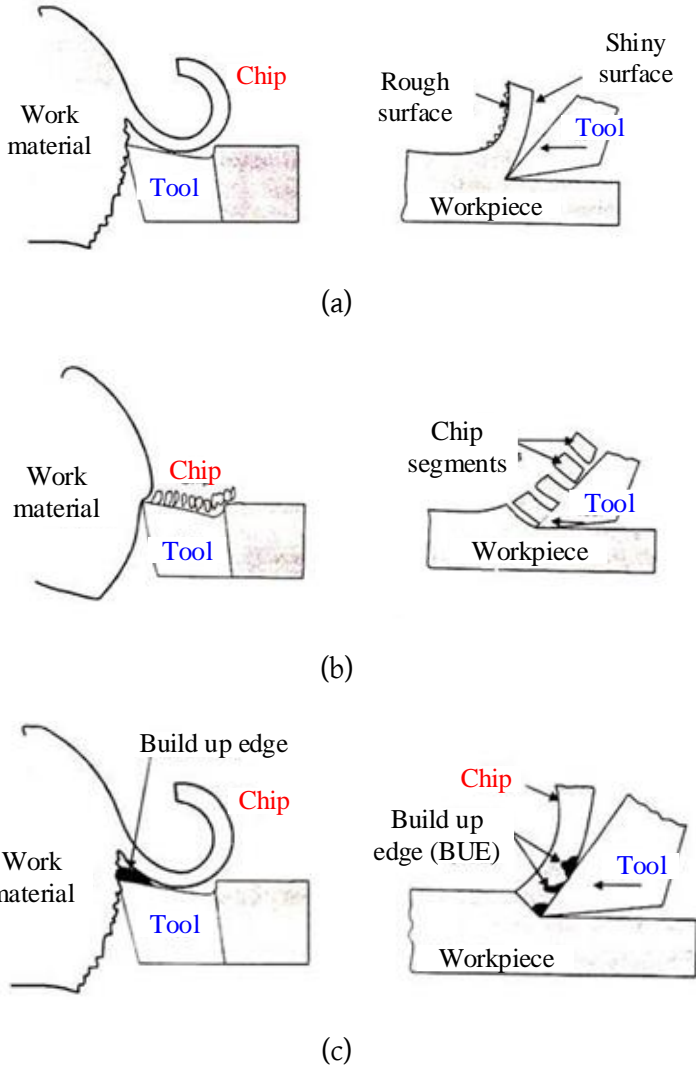 Chip
Work
material
Tool
Rough
surface
Shiny
surface
Tool
Workpiece
(a)
Work
material
Chip
Tool
Chip
segments
Tool
Workpiece
(b)
Build up edge
Chip
Work
material
Tool
Chip
Build up
edge (BUE)
Tool
Workpiece
(c)